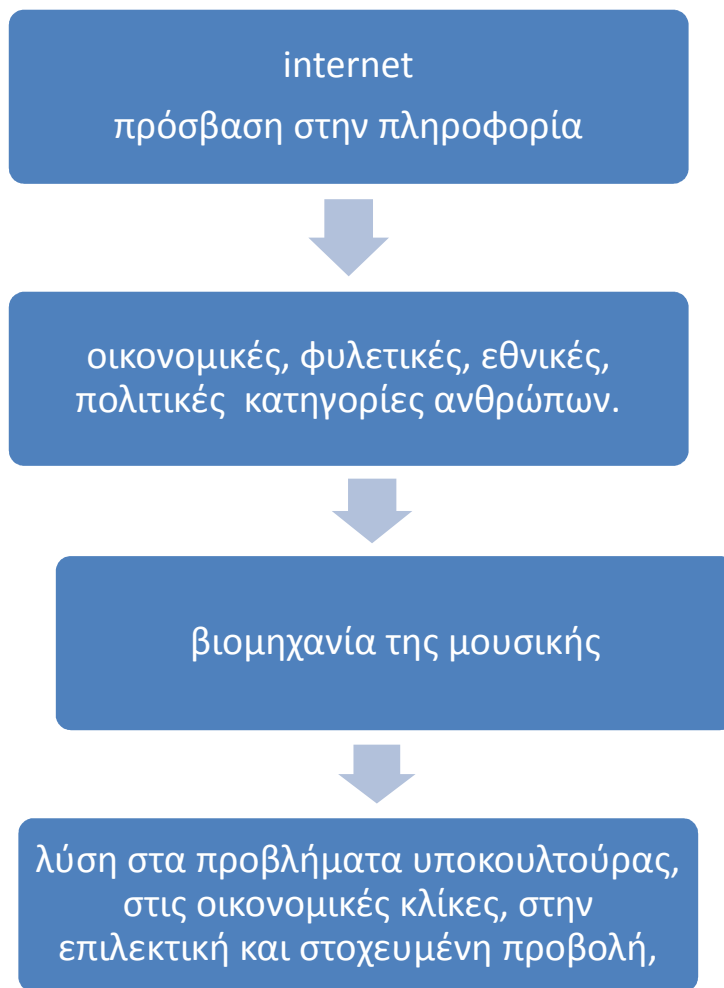 internet
πρόσβαση στην πληροφορία
οικονομικές, φυλετικές, εθνικές,
πολιτικές κατηγορίες ανθρώπων.
βιομηχανία της μουσικής
λύση στα προβλήματα υποκουλτούρας,
στις οικονομικές κλίκες, στην
επιλεκτική και στοχευμένη προβολή,